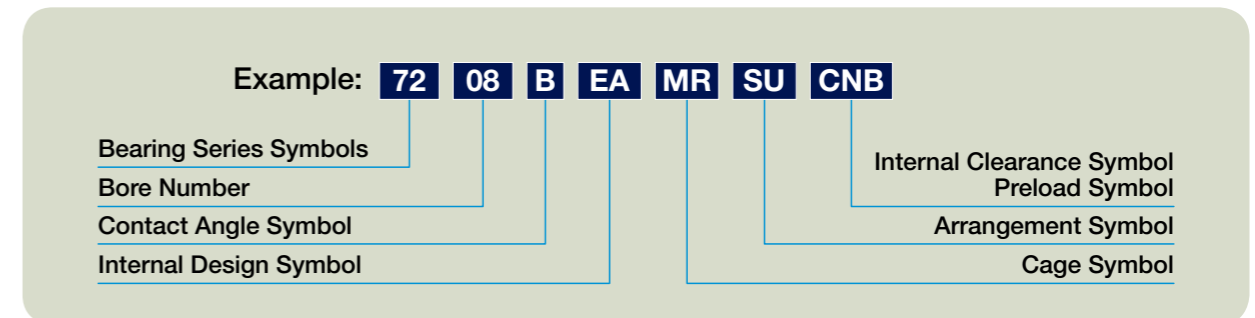 Example: 72 08 B EA MR SU CNB
Bearing Series Symbols
Bore Number
Contact Angle Symbol
Internal Design Symbol
Internal Clearance Symbol
Preload Symbol
Arrangement Symbol
Cage Symbol